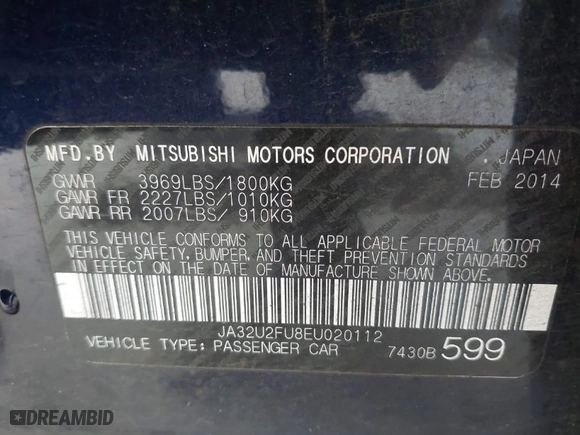 MFD.BY MITSUBISHI MOTORS CORPORATION . JAPAN
GVWR 3969LBS/1800KG FEB 2014
GAWR FR 2227LBS/1010KG
GAWR RR 2007LBS/ 910KG
THIS VEHICLE CONFORMS TO ALL APPLICABLE FEDERAL MOTOR
VEHICLE SAFETY, BUMPER, AND THEFT PREVENTION STANDARDS
IN EFFECT ON THE DATE OF MANUFACTURE SHOWN ABOVE.
JA32U2FU8EU020112
VEHICLE TYPE: PASSENGER CAR 7430B 599
DREAMBID